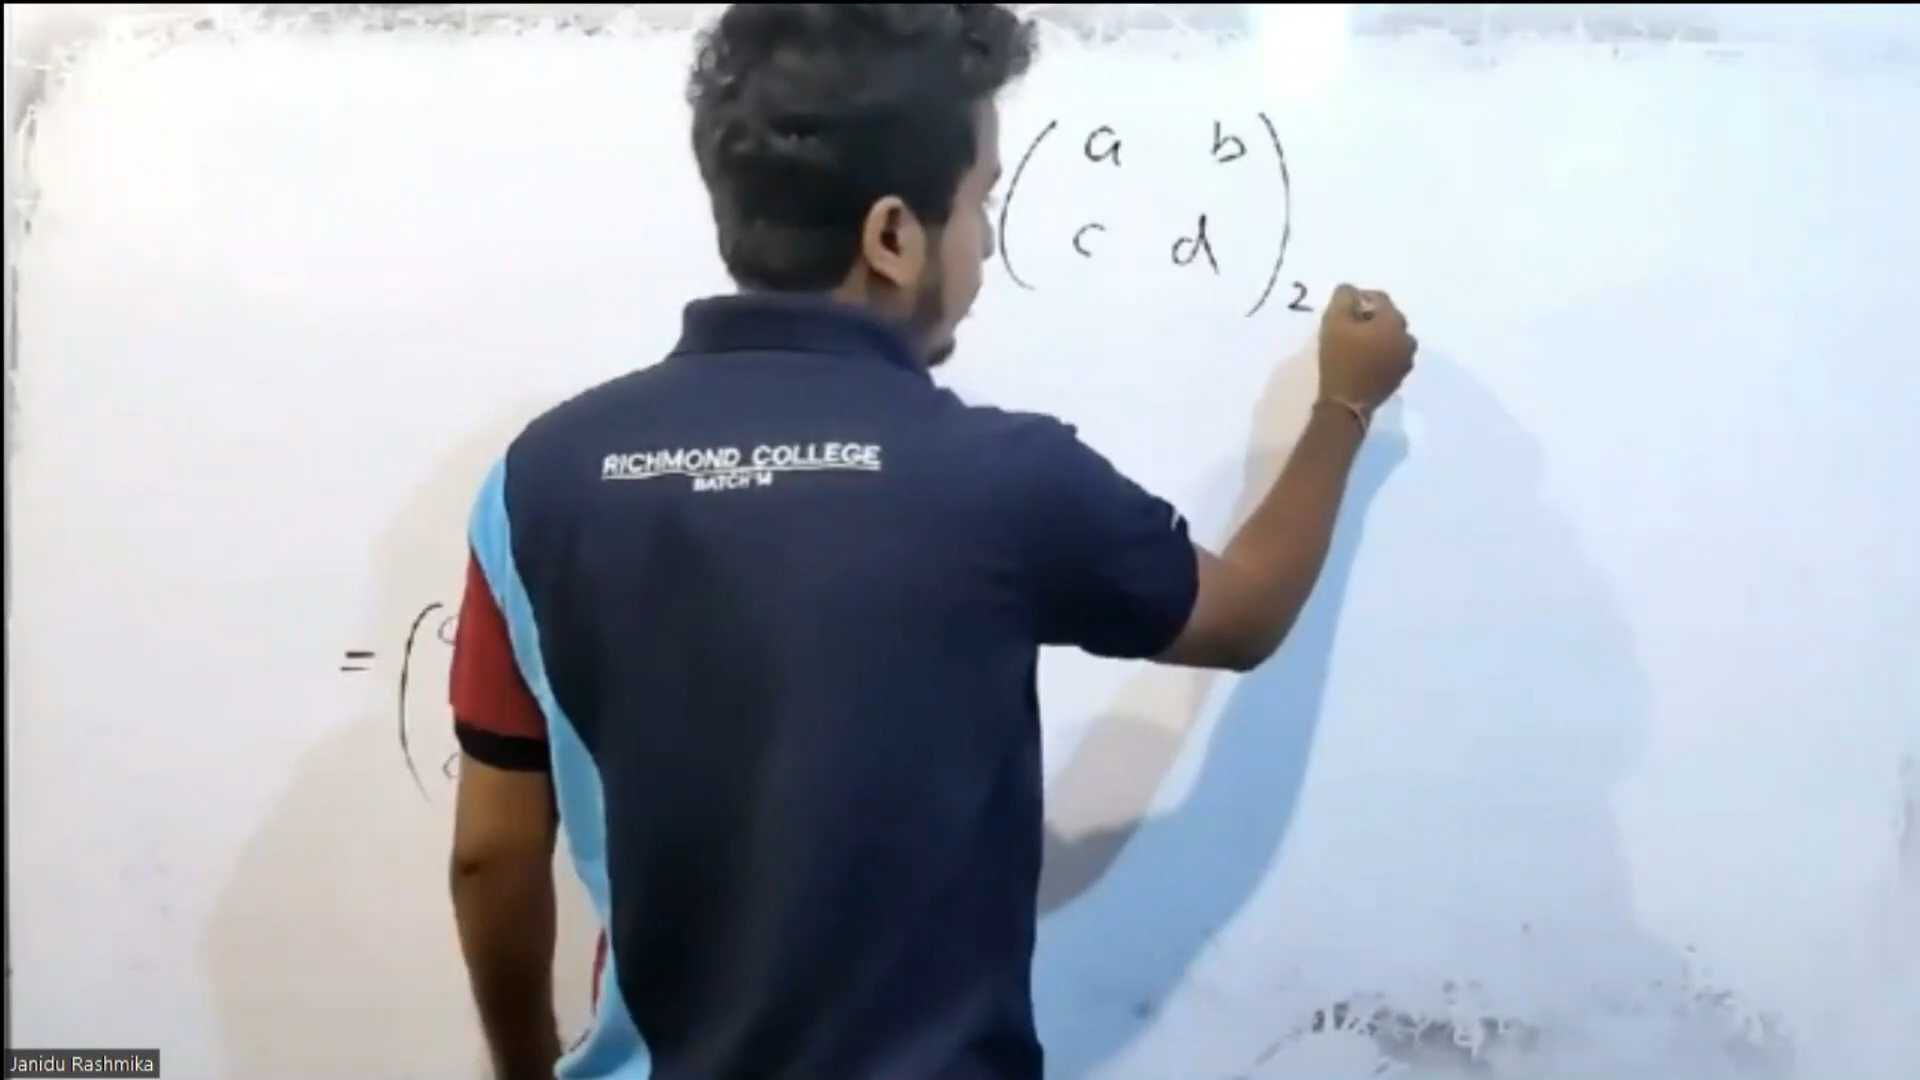 ( a b
c d ) 2
RICHMOND COLLEGE
BATCH 14
= (
Janidu Rashmika